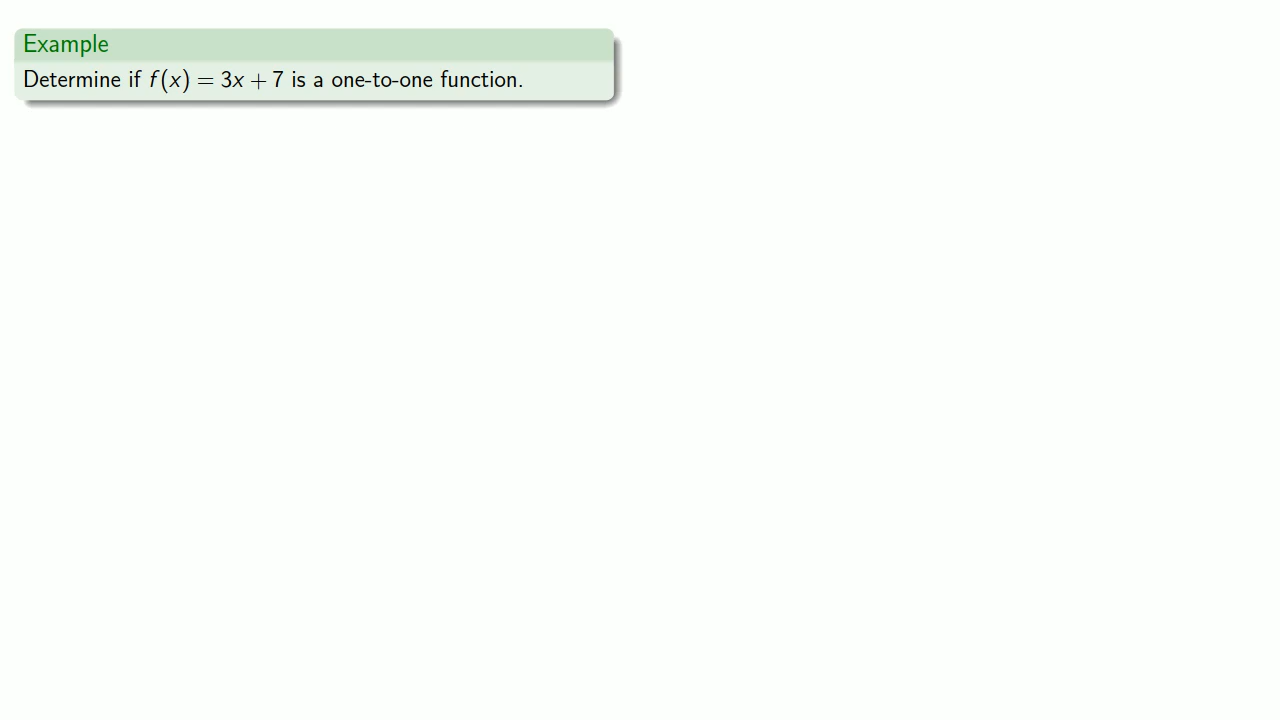 Example
Determine if f(x) = 3x + 7 is a one-to-one function.